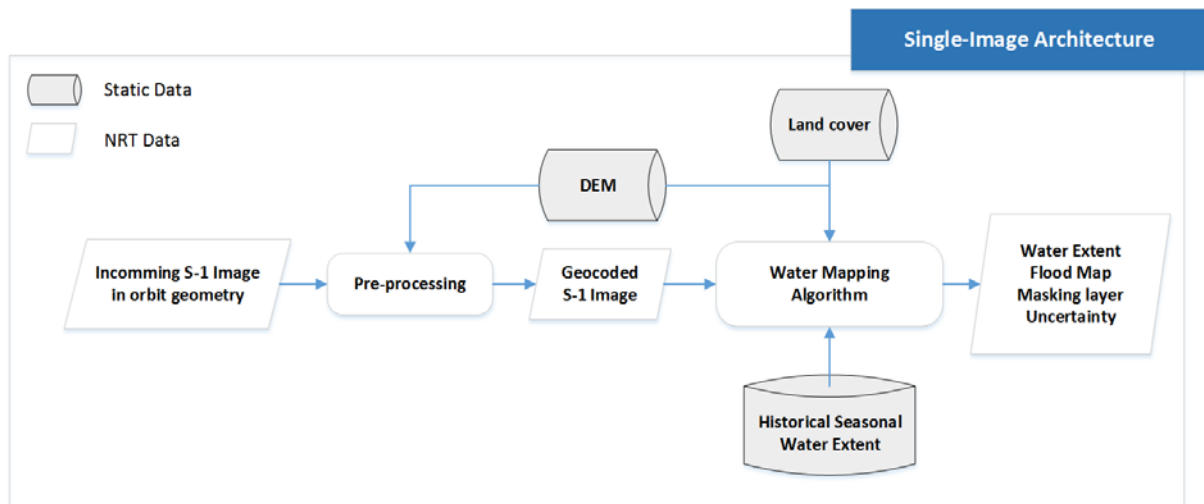 Single-Image Architecture
Static Data
NRT Data
Land cover
DEM
Incomming S-1 Image
in orbit geometry
Pre-processing
Geocoded
S-1 Image
Water Mapping
Algorithm
Water Extent
Flood Map
Masking layer
Uncertainty
Historical Seasonal
Water Extent